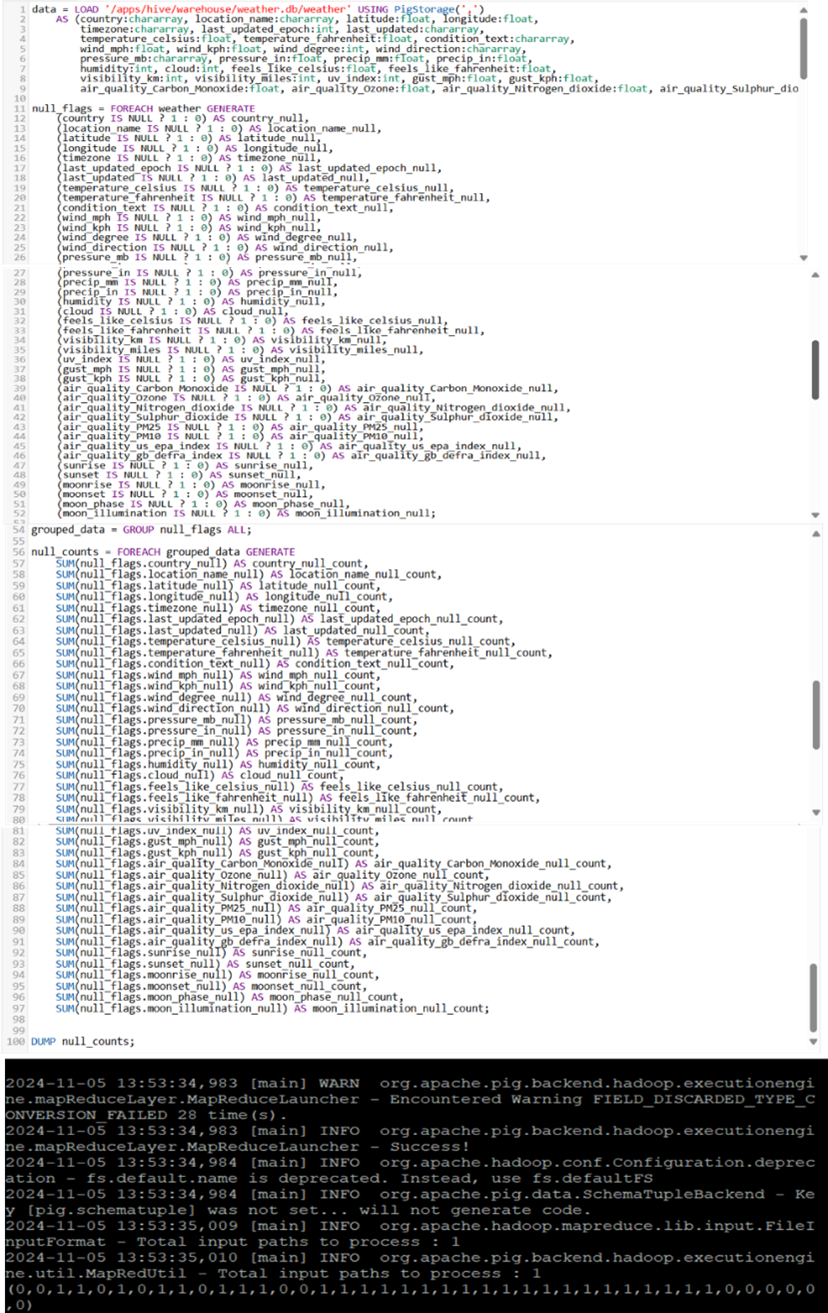 1 data = LOAD '/apps/hive/warehouse/weather.db/weather' USING PigStorage(',')
2 AS (country:chararray, location_name:chararray, latitude:float, longitude:float,
3 timezone:chararray, last_updated_epoch:int, last_updated:chararray,
4 temperature_celsius:float, temperature_fahrenheit:float, condition_text:chararray,
5 wind_mph:float, wind_kph:float, wind_degree:int, wind_direction:chararray,
6 pressure_mb:chararray, pressure_in:float, precip_mm:float, precip_in:float,
7 humidity:int, cloud:int, feels_like_celsius:float, feels_like_fahrenheit:float,
8 visibility_km:int, visibility_miles:int, uv_index:int, gust_mph:float, gust_kph:float,
9 air_quality_Carbon_Monoxide:float, air_quality_Ozone:float, air_quality_Nitrogen_dioxide:float, air_quality_Sulphur_dio
10
11 null_flags = FOREACH weather GENERATE
12 (country IS NULL ? 1 : 0) AS country_null,
13 (location_name IS NULL ? 1 : 0) AS location_name_null,
14 (latitude IS NULL ? 1 : 0) AS latitude_null,
15 (longitude IS NULL ? 1 : 0) AS longitude_null,
16 (timezone IS NULL ? 1 : 0) AS timezone_null,
17 (last_updated_epoch IS NULL ? 1 : 0) AS last_updated_epoch_null,
18 (last_updated IS NULL ? 1 : 0) AS last_updated_null,
19 (temperature_celsius IS NULL ? 1 : 0) AS temperature_celsius_null,
20 (temperature_fahrenheit IS NULL ? 1 : 0) AS temperature_fahrenheit_null,
21 (condition_text IS NULL ? 1 : 0) AS condition_text_null,
22 (wind_mph IS NULL ? 1 : 0) AS wind_mph_null,
23 (wind_kph IS NULL ? 1 : 0) AS wind_kph_null,
24 (wind_degree IS NULL ? 1 : 0) AS wind_degree_null,
25 (wind_direction IS NULL ? 1 : 0) AS wind_direction_null,
26 (pressure_mb IS NULL ? 1 : 0) AS pressure_mb_null,
27 (pressure_in IS NULL ? 1 : 0) AS pressure_in_null,
28 (precip_mm IS NULL ? 1 : 0) AS precip_mm_null,
29 (precip_in IS NULL ? 1 : 0) AS precip_in_null,
30 (humidity IS NULL ? 1 : 0) AS humidity_null,
31 (cloud IS NULL ? 1 : 0) AS cloud_null,
32 (feels_like_celsius IS NULL ? 1 : 0) AS feels_like_celsius_null,
33 (feels_like_fahrenheit IS NULL ? 1 : 0) AS feels_like_fahrenheit_null,
34 (visibility_km IS NULL ? 1 : 0) AS visibility_km_null,
35 (visibility_miles IS NULL ? 1 : 0) AS visibility_miles_null,
36 (uv_index IS NULL ? 1 : 0) AS uv_index_null,
37 (gust_mph IS NULL ? 1 : 0) AS gust_mph_null,
38 (gust_kph IS NULL ? 1 : 0) AS gust_kph_null,
39 (air_quality_Carbon_Monoxide IS NULL ? 1 : 0) AS air_quality_Carbon_Monoxide_null,
40 (air_quality_Ozone IS NULL ? 1 : 0) AS air_quality_Ozone_null,
41 (air_quality_Nitrogen_dioxide IS NULL ? 1 : 0) AS air_quality_Nitrogen_dioxide_null,
42 (air_quality_Sulphur_dioxide IS NULL ? 1 : 0) AS air_quality_Sulphur_dioxide_null,
43 (air_quality_PM25 IS NULL ? 1 : 0) AS air_quality_PM25_null,
44 (air_quality_PM10 IS NULL ? 1 : 0) AS air_quality_PM10_null,
45 (air_quality_us_epa_index IS NULL ? 1 : 0) AS air_quality_us_epa_index_null,
46 (air_quality_gb_defra_index IS NULL ? 1 : 0) AS air_quality_gb_defra_index_null,
47 (sunrise IS NULL ? 1 : 0) AS sunrise_null,
48 (sunset IS NULL ? 1 : 0) AS sunset_null,
49 (moonrise IS NULL ? 1 : 0) AS moonrise_null,
50 (moonset IS NULL ? 1 : 0) AS moonset_null,
51 (moon_phase IS NULL ? 1 : 0) AS moon_phase_null,
52 (moon_illumination IS NULL ? 1 : 0) AS moon_illumination_null;
54 grouped_data = GROUP null_flags ALL;
55
56 null_counts = FOREACH grouped_data GENERATE
57 SUM(null_flags.country_null) AS country_null_count,
58 SUM(null_flags.location_name_null) AS location_name_null_count,
59 SUM(null_flags.latitude_null) AS latitude_null_count,
60 SUM(null_flags.longitude_null) AS longitude_null_count,
61 SUM(null_flags.timezone_null) AS timezone_null_count,
62 SUM(null_flags.last_updated_epoch_null) AS last_updated_epoch_null_count,
63 SUM(null_flags.last_updated_null) AS last_updated_null_count,
64 SUM(null_flags.temperature_celsius_null) AS temperature_celsius_null_count,
65 SUM(null_flags.temperature_fahrenheit_null) AS temperature_fahrenheit_null_count,
66 SUM(null_flags.condition_text_null) AS condition_text_null_count,
67 SUM(null_flags.wind_mph_null) AS wind_mph_null_count,
68 SUM(null_flags.wind_kph_null) AS wind_kph_null_count,
69 SUM(null_flags.wind_degree_null) AS wind_degree_null_count,
70 SUM(null_flags.wind_direction_null) AS wind_direction_null_count,
71 SUM(null_flags.pressure_mb_null) AS pressure_mb_null_count,
72 SUM(null_flags.pressure_in_null) AS pressure_in_null_count,
73 SUM(null_flags.precip_mm_null) AS precip_mm_null_count,
74 SUM(null_flags.precip_in_null) AS precip_in_null_count,
75 SUM(null_flags.humidity_null) AS humidity_null_count,
76 SUM(null_flags.cloud_null) AS cloud_null_count,
77 SUM(null_flags.feels_like_celsius_null) AS feels_like_celsius_null_count,
78 SUM(null_flags.feels_like_fahrenheit_null) AS feels_like_fahrenheit_null_count,
79 SUM(null_flags.visibility_km_null) AS visibility_km_null_count,
80 SUM(null_flags.visibility_miles_null) AS visibility_miles_null_count
81 SUM(null_flags.uv_index_null) AS uv_index_null_count,
82 SUM(null_flags.gust_mph_null) AS gust_mph_null_count,
83 SUM(null_flags.gust_kph_null) AS gust_kph_null_count,
84 SUM(null_flags.air_quality_Carbon_Monoxide_null) AS air_quality_Carbon_Monoxide_null_count,
85 SUM(null_flags.air_quality_Ozone_null) AS air_quality_Ozone_null_count,
86 SUM(null_flags.air_quality_Nitrogen_dioxide_null) AS air_quality_Nitrogen_dioxide_null_count,
87 SUM(null_flags.air_quality_Sulphur_dioxide_null) AS air_quality_Sulphur_dioxide_null_count,
88 SUM(null_flags.air_quality_PM25_null) AS air_quality_PM25_null_count,
89 SUM(null_flags.air_quality_PM10_null) AS air_quality_PM10_null_count,
90 SUM(null_flags.air_quality_us_epa_index_null) AS air_quality_us_epa_index_null_count,
91 SUM(null_flags.air_quality_gb_defra_index_null) AS air_quality_gb_defra_index_null_count,
92 SUM(null_flags.sunrise_null) AS sunrise_null_count,
93 SUM(null_flags.sunset_null) AS sunset_null_count,
94 SUM(null_flags.moonrise_null) AS moonrise_null_count,
95 SUM(null_flags.moonset_null) AS moonset_null_count,
96 SUM(null_flags.moon_phase_null) AS moon_phase_null_count,
97 SUM(null_flags.moon_illumination_null) AS moon_illumination_null_count;
98
99
100 DUMP null_counts;
2024-11-05 13:53:34,983 [main] WARN org.apache.pig.backend.hadoop.executionengi
ne.mapReduceLayer.MapReduceLauncher - Encountered Warning FIELD_DISCARDED_TYPE_C
ONVERSION_FAILED 28 time(s).
2024-11-05 13:53:34,983 [main] INFO org.apache.pig.backend.hadoop.executionengi
ne.mapReduceLayer.MapReduceLauncher - Success!
2024-11-05 13:53:34,984 [main] INFO org.apache.hadoop.conf.Configuration.deprec
ation - fs.default.name is deprecated. Instead, use fs.defaultFS
2024-11-05 13:53:34,984 [main] INFO org.apache.pig.data.SchemaTupleBackend - Ke
y [pig.schematuple] was not set... will not generate code.
2024-11-05 13:53:35,009 [main] INFO org.apache.hadoop.mapreduce.lib.input.FileI
nputFormat - Total input paths to process : 1
2024-11-05 13:53:35,010 [main] INFO org.apache.pig.backend.hadoop.executionengi
ne.util.MapRedUtil - Total input paths to process : 1
(0,0,1,1,0,1,0,1,1,0,1,1,1,0,0,1,1,1,1,1,1,1,1,1,1,1,1,1,1,1,1,1,1,1,0,0,0,0,0
,0)